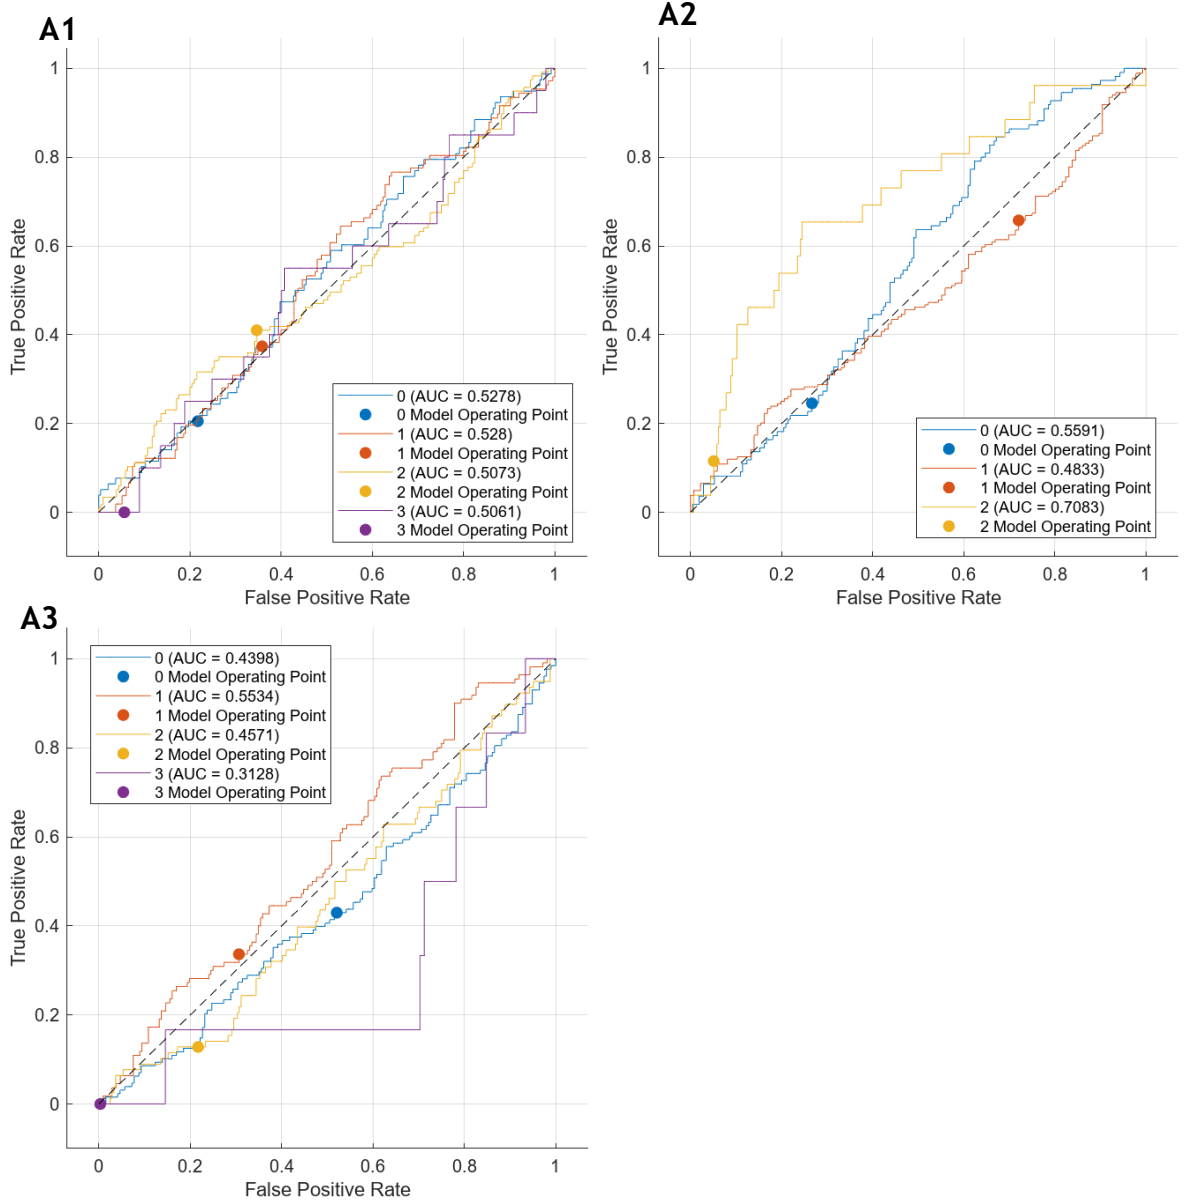 A1
1
0.8
0.6
0.4
0.2
0
True Positive Rate
0 (AUC = 0.5278)
0 Model Operating Point
1 (AUC = 0.528)
1 Model Operating Point
2 (AUC = 0.5073)
2 Model Operating Point
3 (AUC = 0.5061)
3 Model Operating Point
0 0.2 0.4 0.6 0.8 1
False Positive Rate
A2
1
0.8
0.6
0.4
0.2
0
True Positive Rate
0 (AUC = 0.5591)
0 Model Operating Point
1 (AUC = 0.4833)
1 Model Operating Point
2 (AUC = 0.7083)
2 Model Operating Point
0 0.2 0.4 0.6 0.8 1
False Positive Rate
A3
0 (AUC = 0.4398)
0 Model Operating Point
1 (AUC = 0.5534)
1 Model Operating Point
2 (AUC = 0.4571)
2 Model Operating Point
3 (AUC = 0.3128)
3 Model Operating Point
1
0.8
0.6
0.4
0.2
0
True Positive Rate
0 0.2 0.4 0.6 0.8 1
False Positive Rate